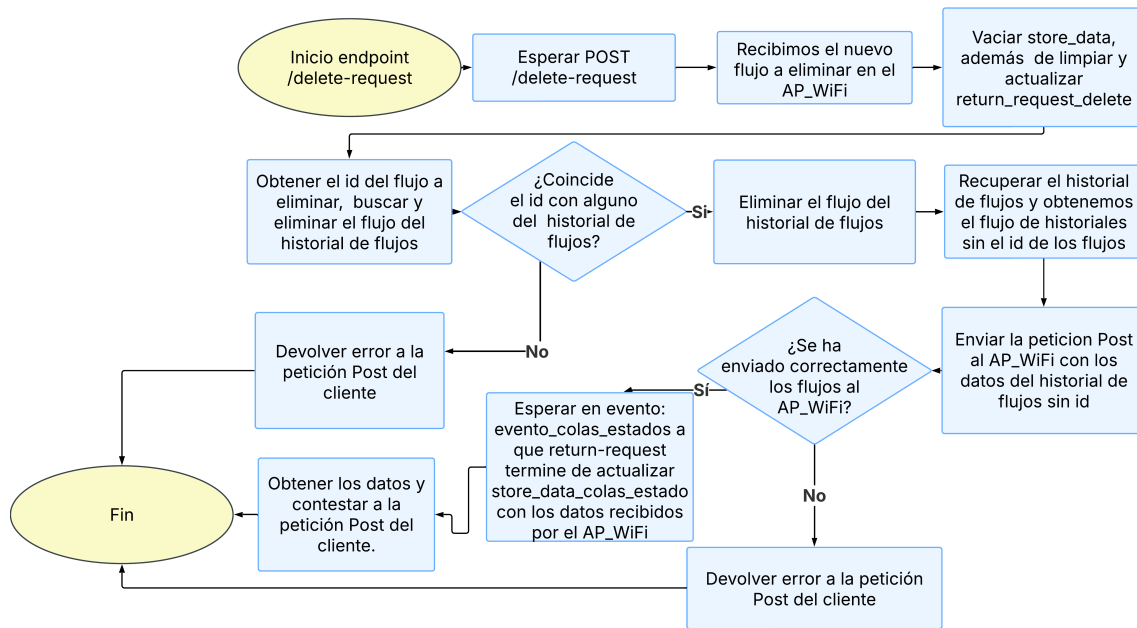 Inicio endpoint
/delete-request
Esperar POST
/delete-request
Recibimos el nuevo
flujo a eliminar en el
AP_WiFi
Vaciar store_data,
además de limpiar y
actualizar
return_request_delete
Obtener el id del flujo a
eliminar, buscar y
eliminar el flujo del
historial de flujos
¿Coincide
el id con alguno
del historial de
flujos?
Si
Eliminar el flujo del
historial de flujos
Recuperar el historial
de flujos y obtenemos
el flujo de historiales
sin el id de los flujos
No
Devolver error a la
petición Post del
cliente
¿Se ha
enviado correctamente
los flujos al
AP_WiFi?
Enviar la peticion Post
al AP_WiFi con los
datos del historial de
flujos sin id
Sí
Esperar en evento:
evento_colas_estados a
que return-request
termine de actualizar
store_data_colas_estado
con los datos recibidos
por el AP_WiFi
Obtener los datos y
contestar a la
petición Post del
cliente.
Fin
No
Devolver error a la petición
Post del cliente